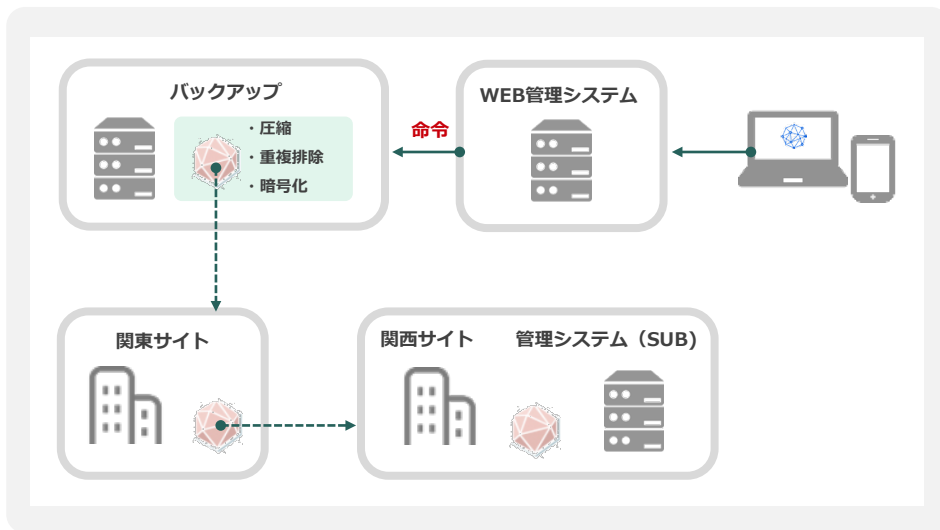 バックアップ
・圧縮
・重複排除
・暗号化
命令
WEB管理システム
関東サイト
関西サイト
管理システム（SUB)